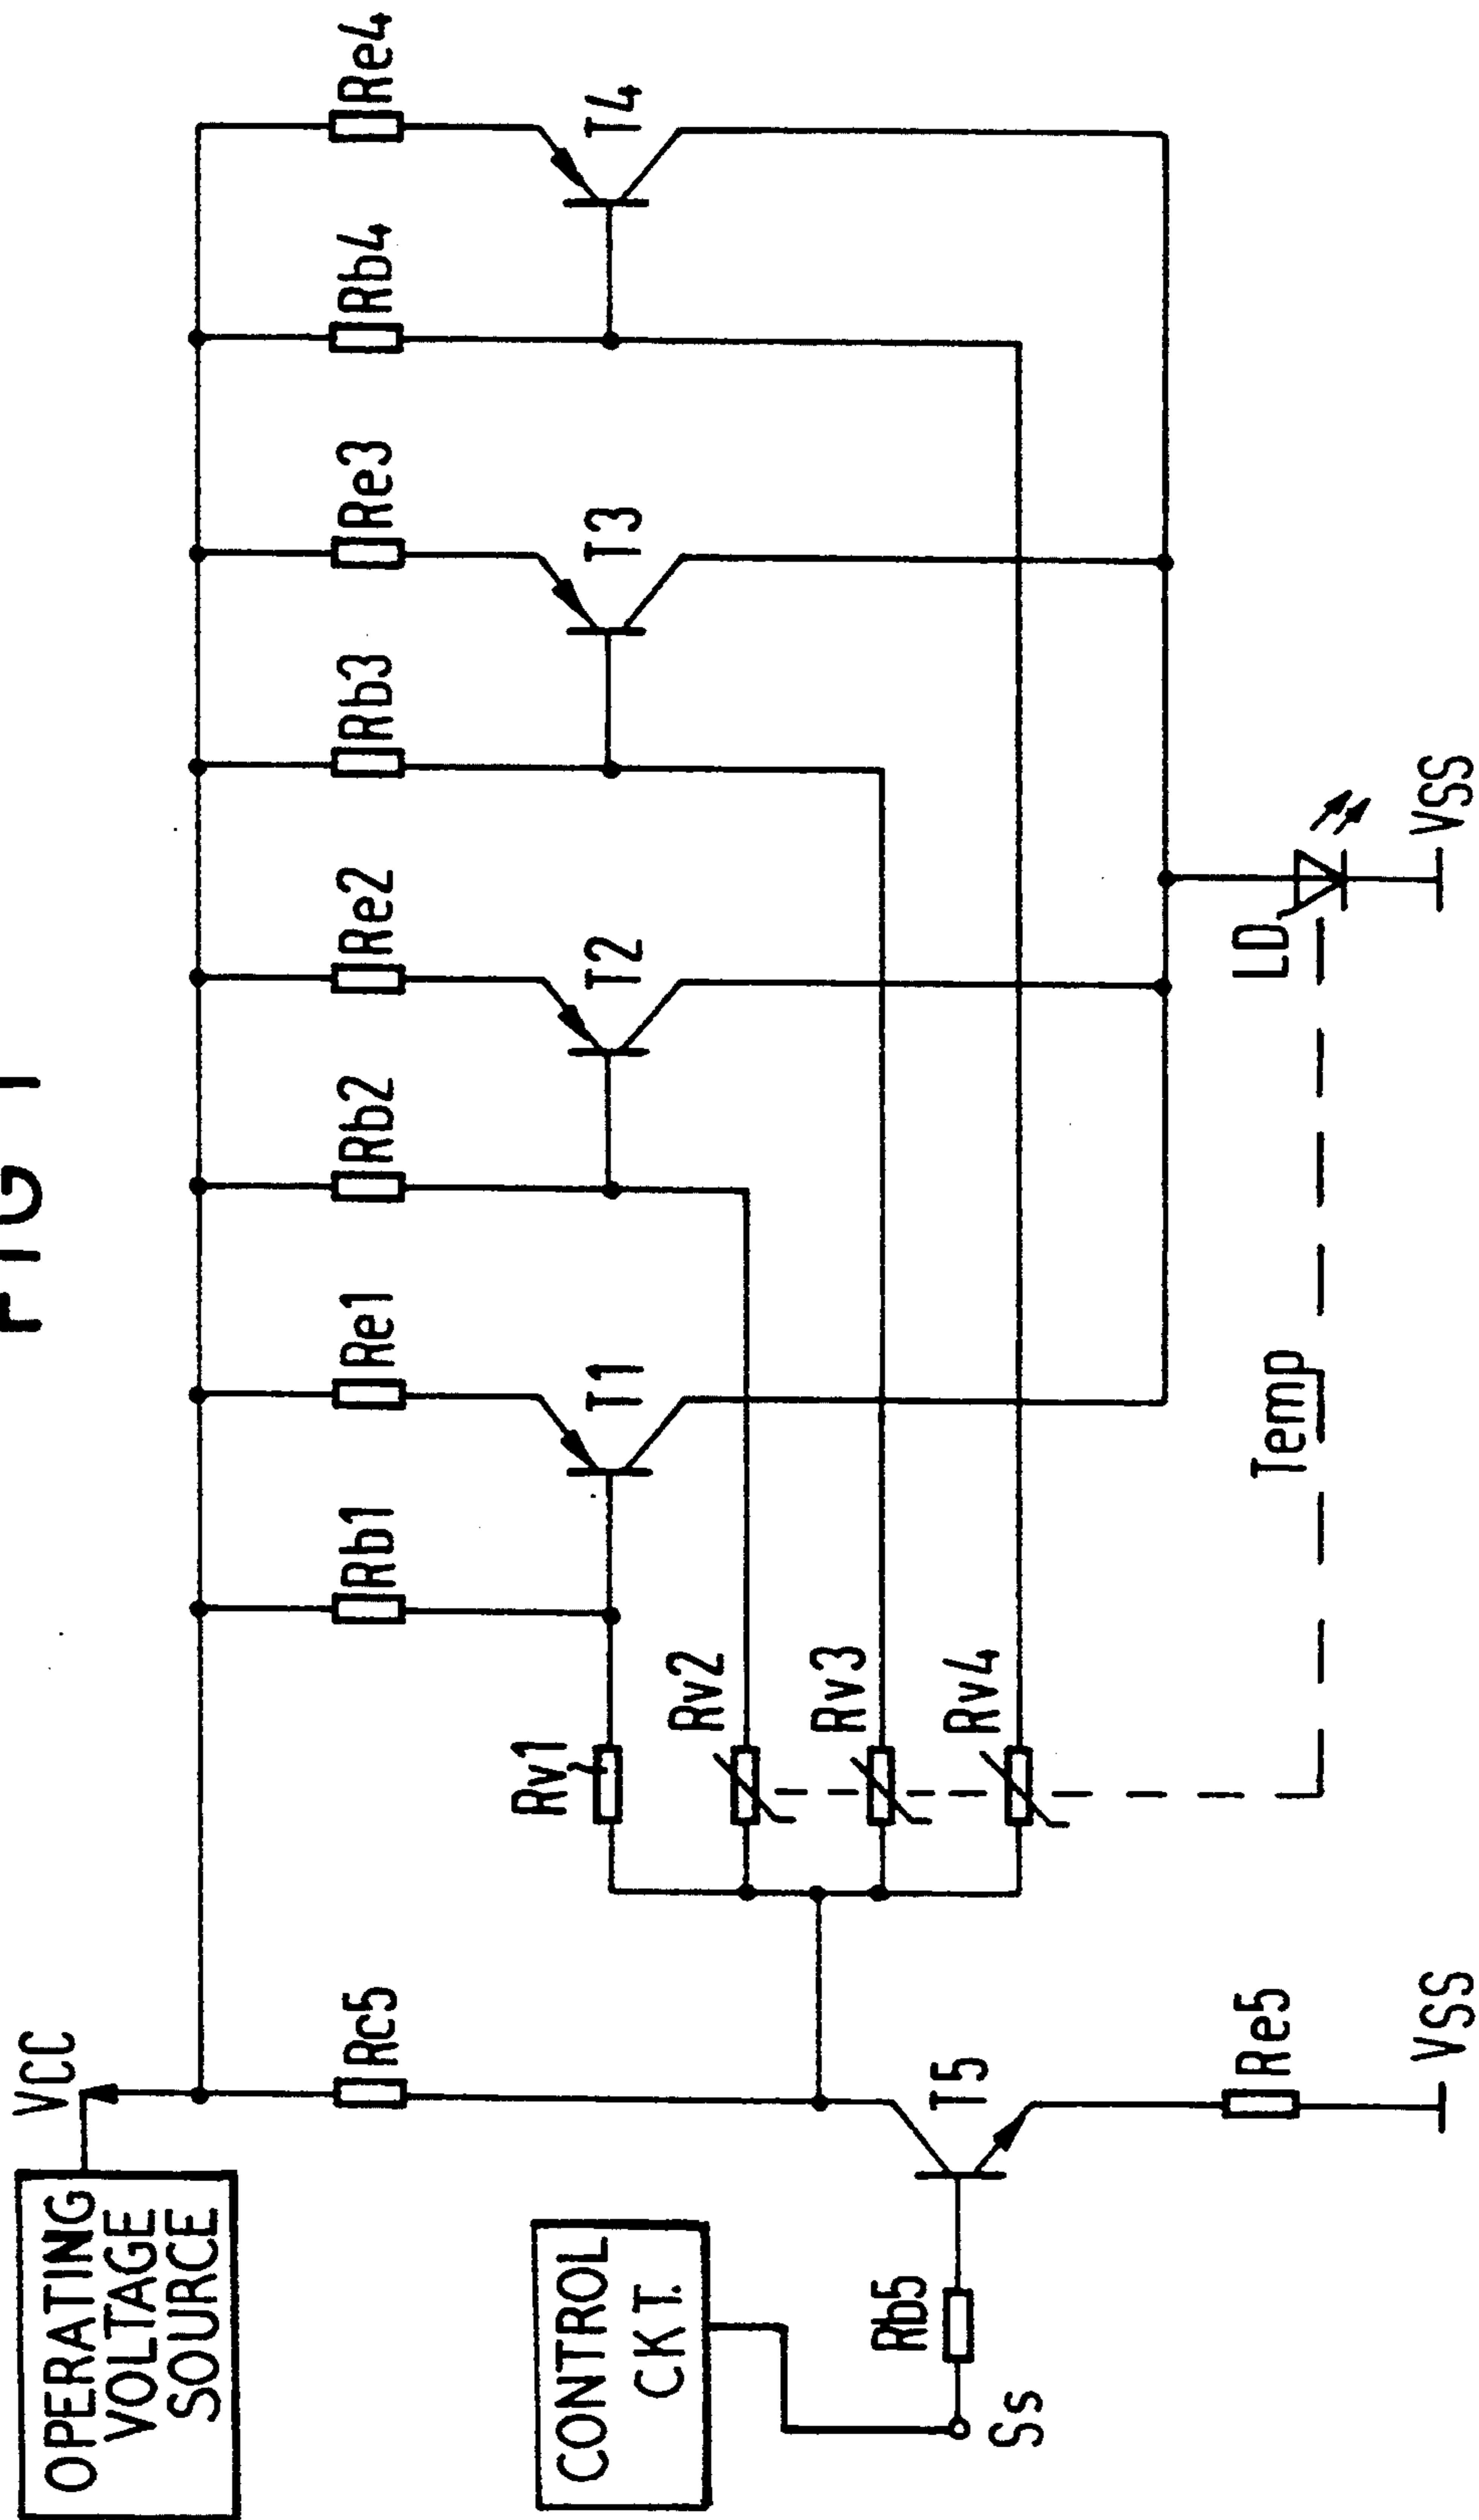 FIG 1
OPERATING
VOLTAGE
SOURCE
VCC
CONTROL
CKT.
Ss
Rb5
T5
Rc5
Re5
VSS
Rv1
Rv2
Rv3
Rv4
Rb1
Re1
T1
Rb2
Re2
T2
Rb3
Re3
T3
Rb4
Re4
T4
Temp
LD
VSS